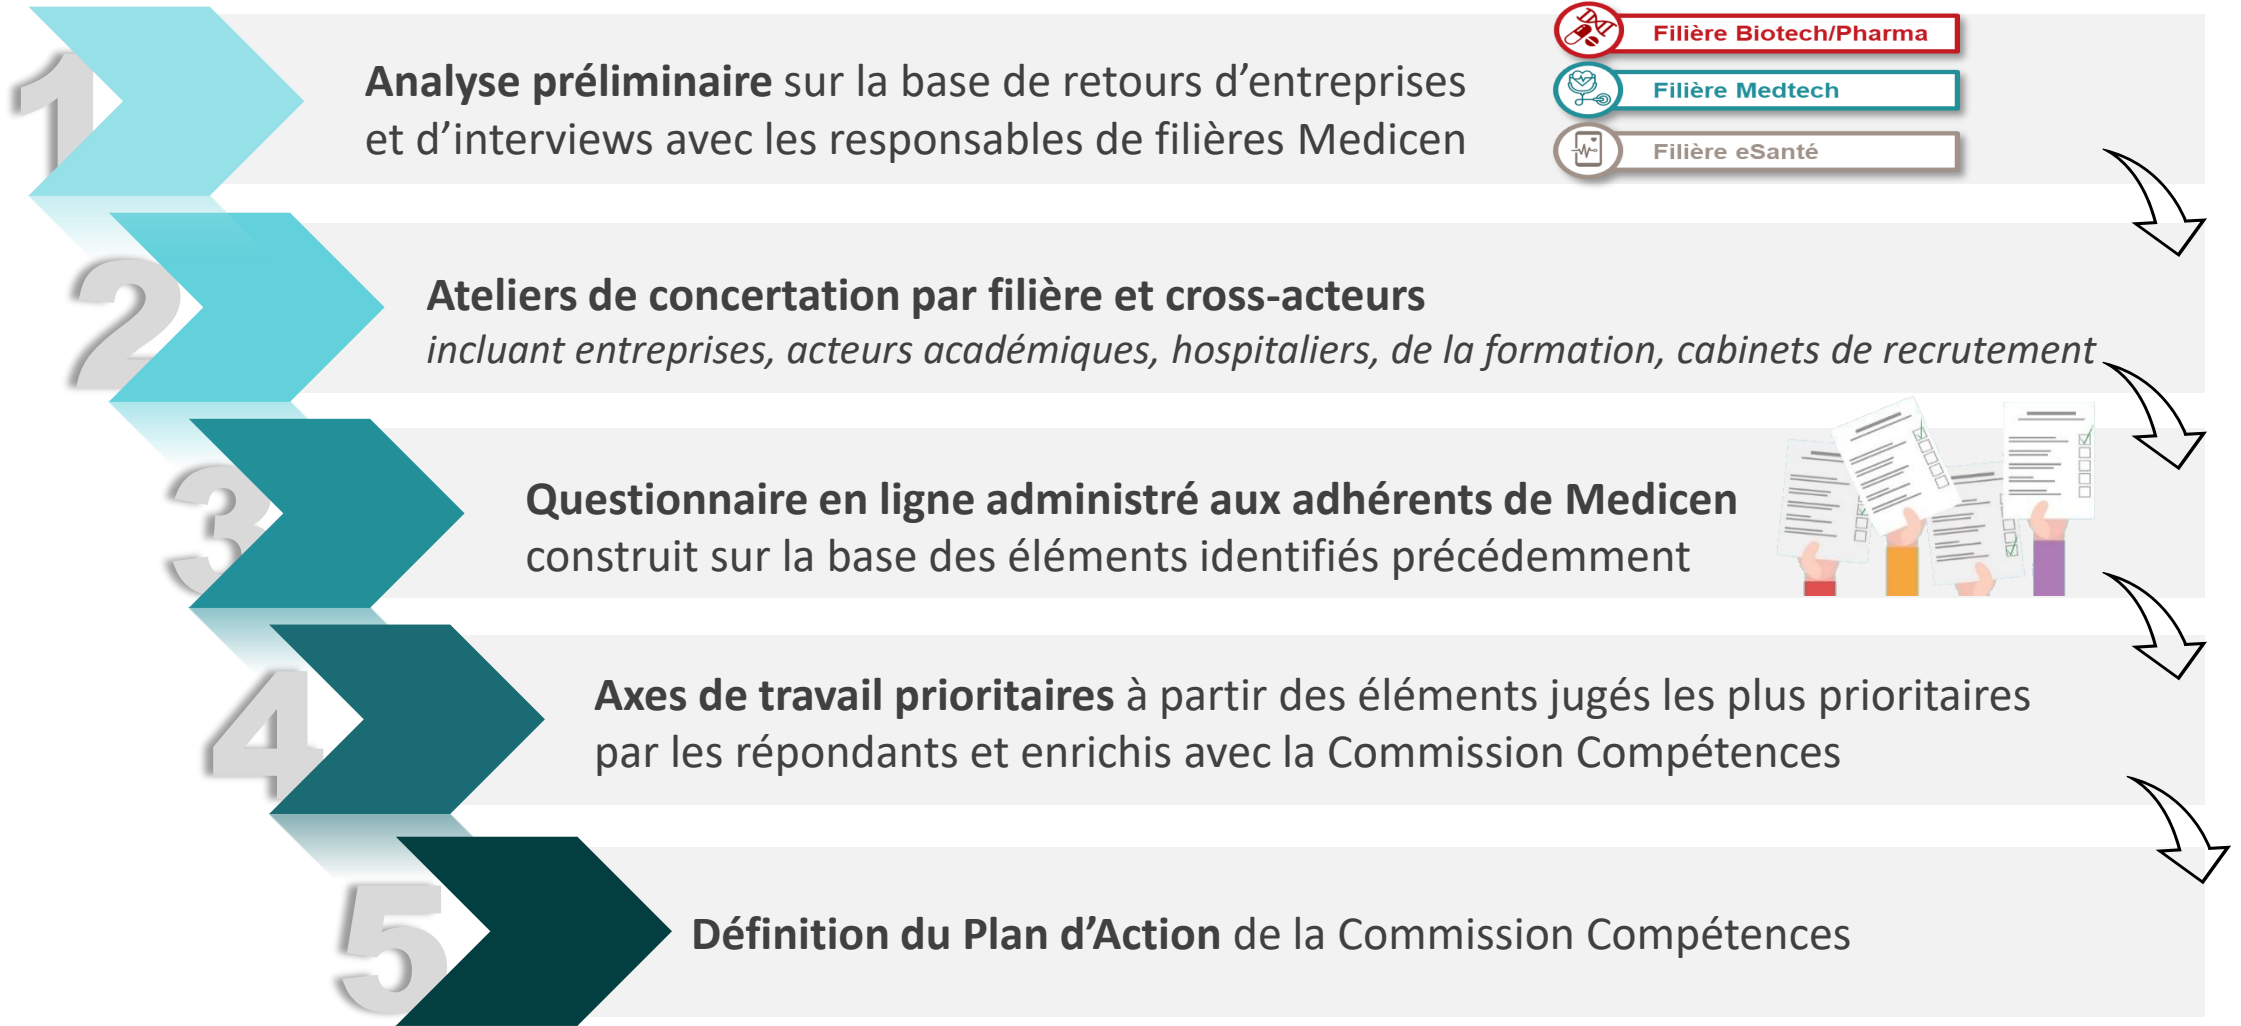 1
Analyse préliminaire sur la base de retours d’entreprises
et d’interviews avec les responsables de filières Medicen
Filière Biotech/Pharma
Filière Medtech
Filière eSanté
2
Ateliers de concertation par filière et cross-acteurs
incluant entreprises, acteurs académiques, hospitaliers, de la formation, cabinets de recrutement
3
Questionnaire en ligne administré aux adhérents de Medicen
construit sur la base des éléments identifiés précédemment
4
Axes de travail prioritaires à partir des éléments jugés les plus prioritaires
par les répondants et enrichis avec la Commission Compétences
5
Définition du Plan d’Action de la Commission Compétences